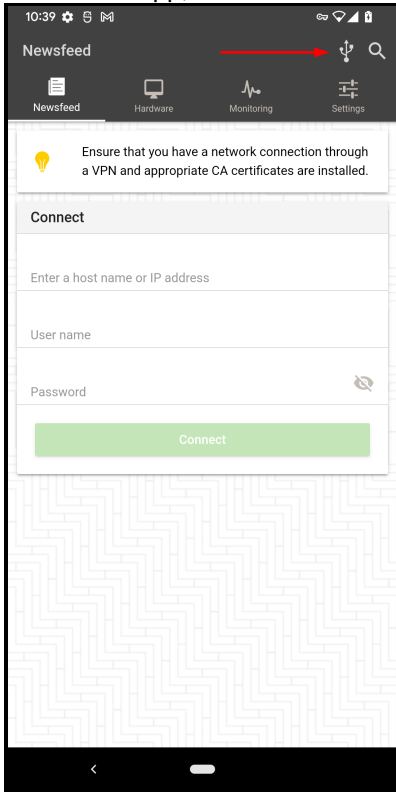 10:39
Newsfeed
Newsfeed
Hardware
Monitoring
Settings
Ensure that you have a network connection through
a VPN and appropriate CA certificates are installed.
Connect
Enter a host name or IP address
User name
Password
Connect